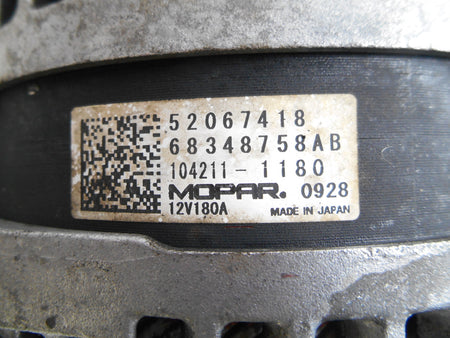 52067418
68348758AB
104211-1180
MOPAR. 0928
12V180A MADE IN JAPAN